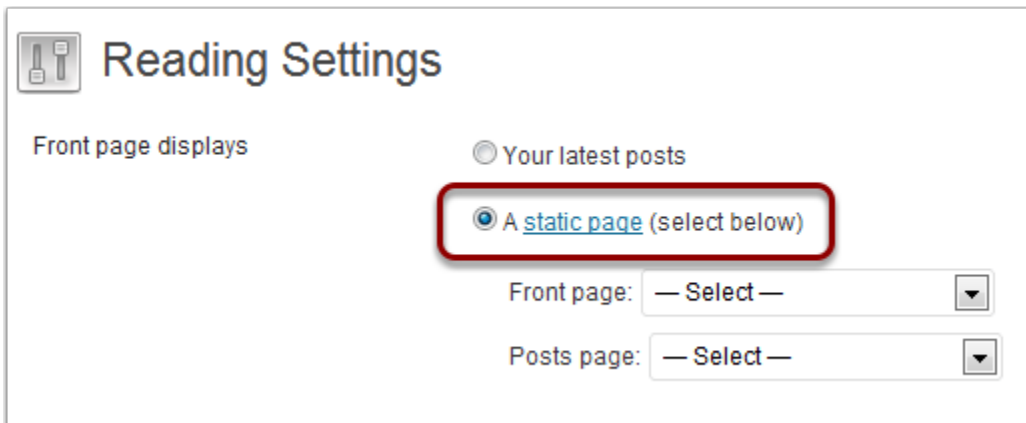 Reading Settings
Front page displays
Your latest posts
A static page (select below)
Front page: — Select —
Posts page: — Select —